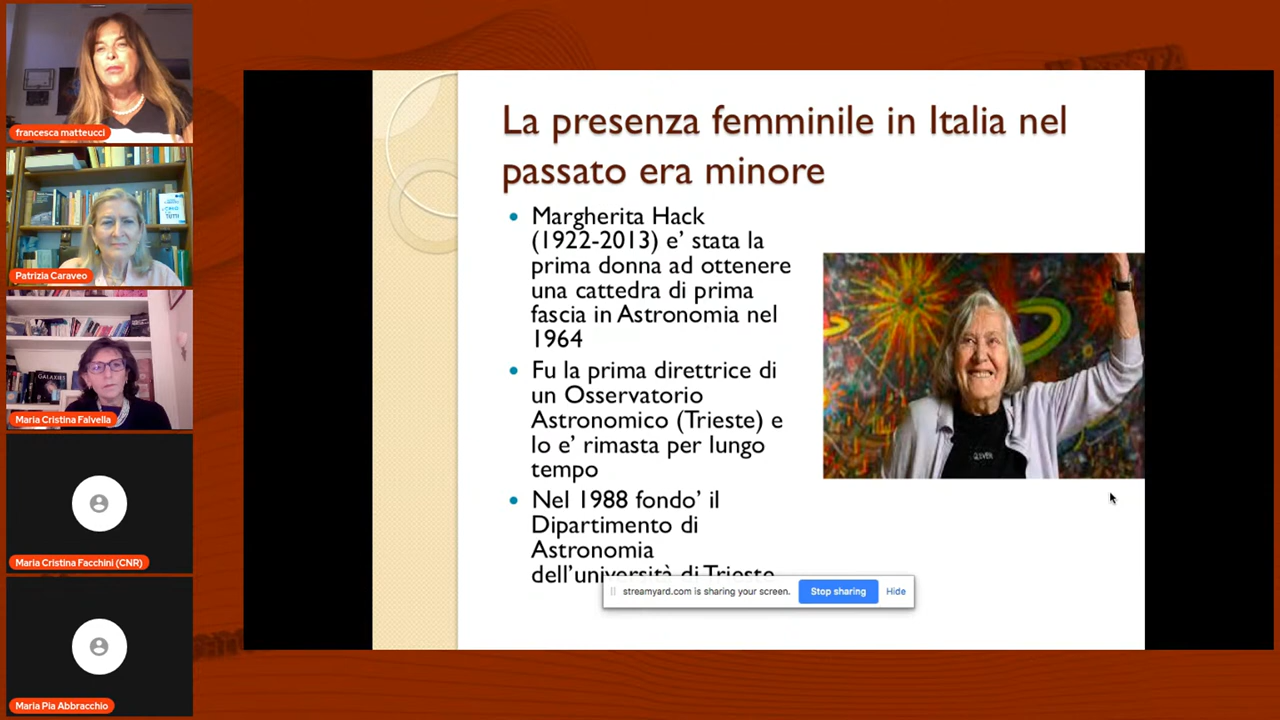 francesca matteucci
Patrizia Caraveo
Maria Cristina Falvella
Maria Cristina Facchini (CNR)
Maria Pia Abbracchio
La presenza femminile in Italia nel
passato era minore
• Margherita Hack
(1922-2013) e' stata la
prima donna ad ottenere
una cattedra di prima
fascia in Astronomia nel
1964
• Fu la prima direttrice di
un Osservatorio
Astronomico (Trieste) e
lo e' rimasta per lungo
tempo
• Nel 1988 fondo' il
Dipartimento di
Astronomia
dell'università di Trieste
streamyard.com is sharing your screen.
Stop sharing
Hide
GALAXIES